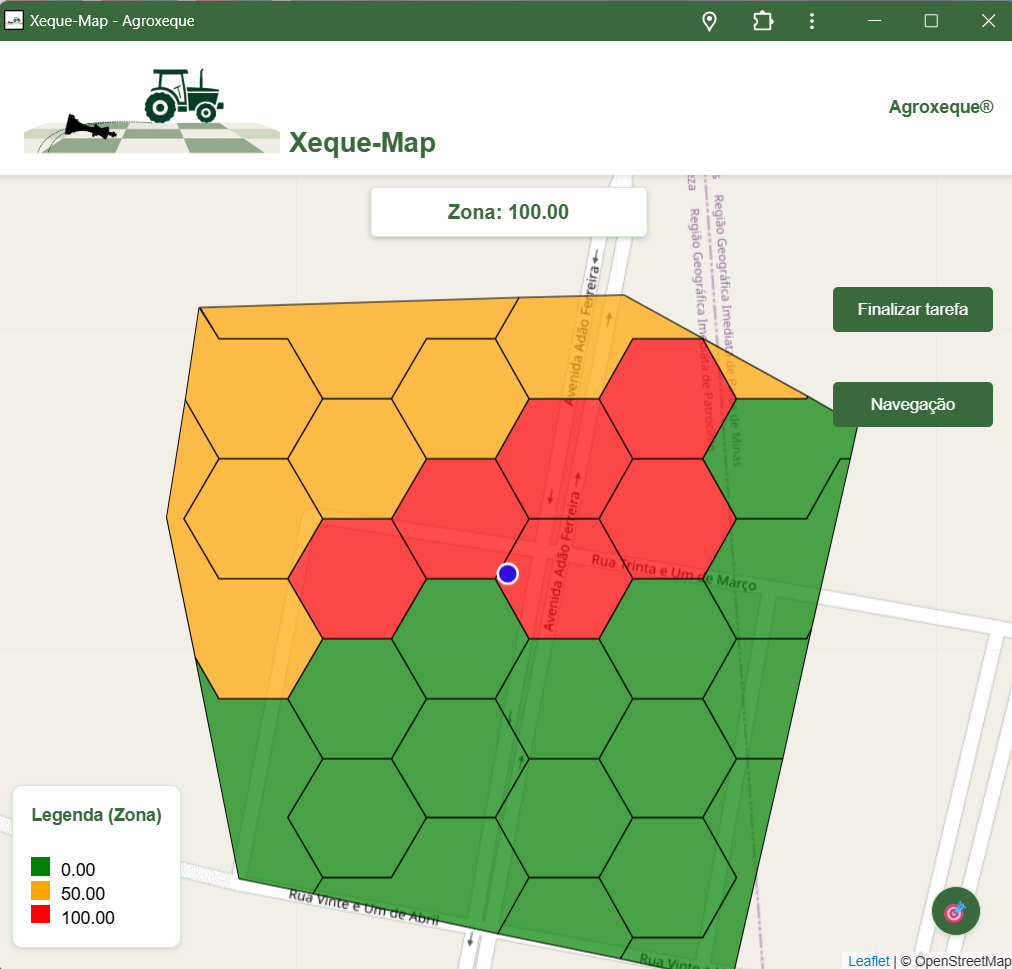 Xeque-Map - Agroxeque
Agroxeque®
Xeque-Map
Zona: 100.00
Região Geográfica Imediata de
Região Geográfica Imediata de Patrocínio
de Minas
Avenida Adão Ferreira
Finalizar tarefa
Navegação
Avenida Adão Ferreira
Rua Trinta e Um de Março
Legenda (Zona)
0.00
50.00
100.00
Rua Vinte e Um de Abril
Rua Vinte
Leaflet | © OpenStreetMap